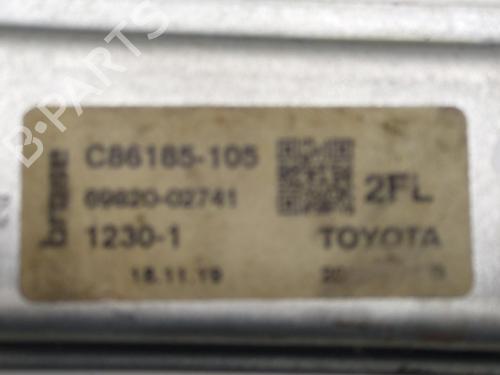 B-PARTS
brose
C86185-105
69820-02741
2FL
1230-1
TOYOTA
18.11.19